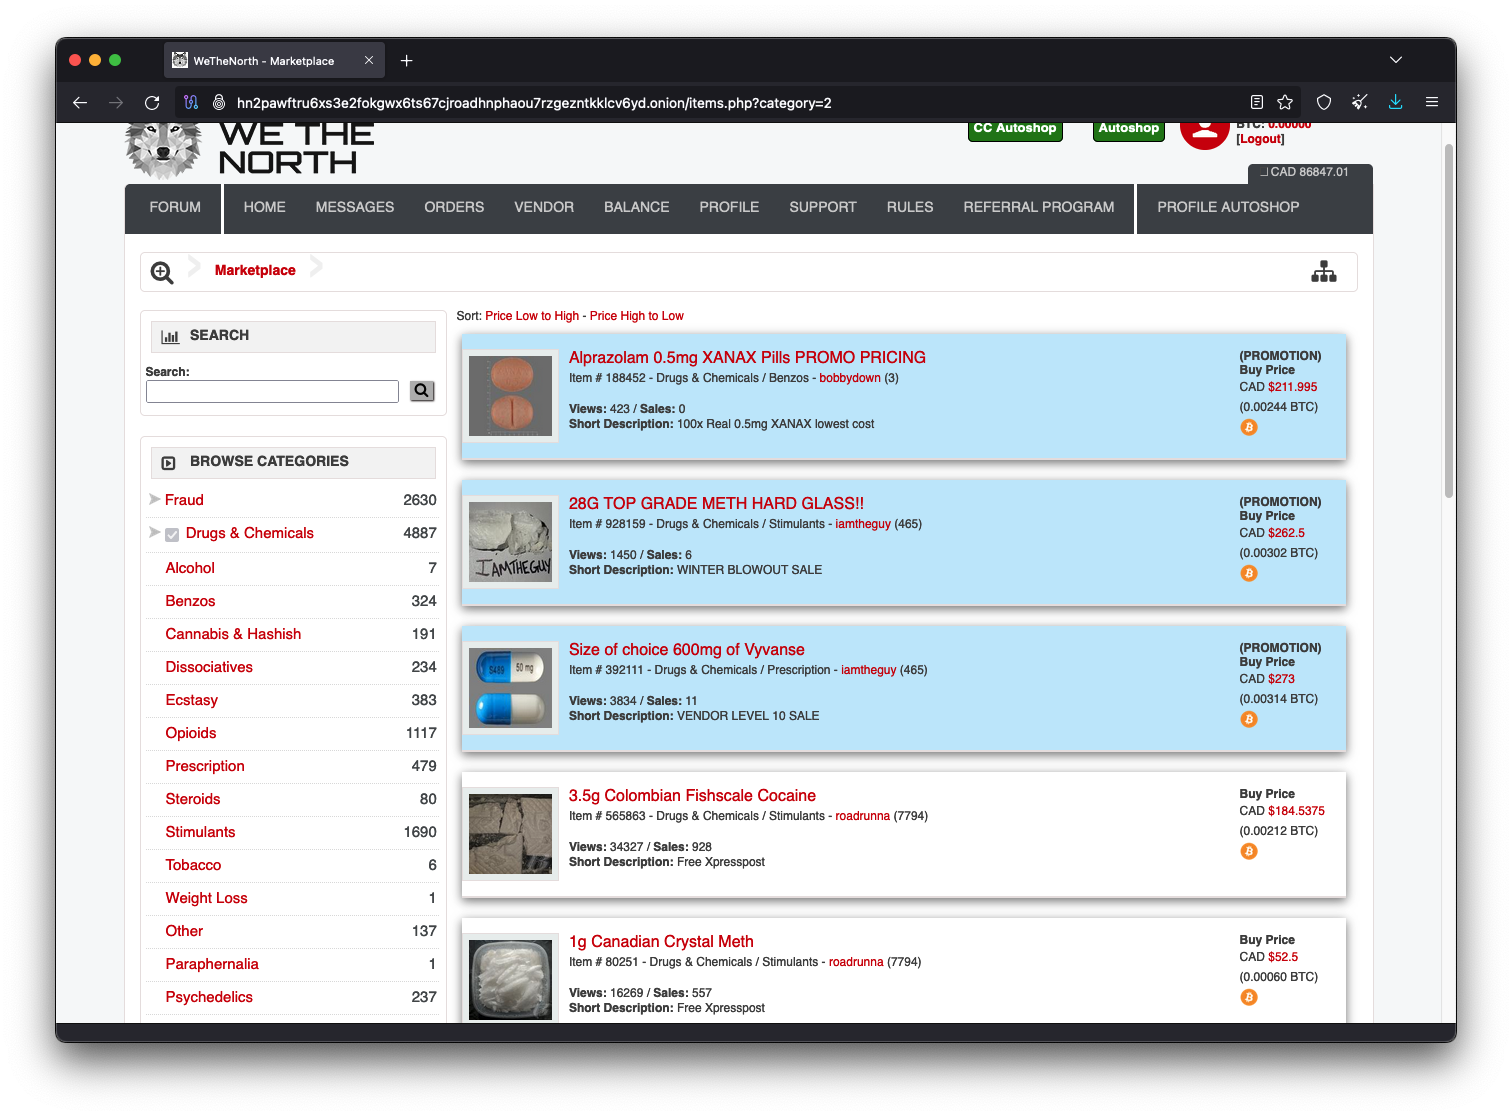 WeTheNorth - Marketplace
hn2pawftru6xs3e2fokgwx6ts67cjroadhnphaou7rzgezntkklcv6yd.onion/items.php?category=2
WE THE
NORTH
CC Autoshop
Autoshop
BTC: 0.00000
[Logout]
CAD 86847.01
FORUM
HOME
MESSAGES
ORDERS
VENDOR
BALANCE
PROFILE
SUPPORT
RULES
REFERRAL PROGRAM
PROFILE AUTOSHOP
Marketplace
SEARCH
Search:
BROWSE CATEGORIES
Fraud 2630
Drugs & Chemicals 4887
Alcohol 7
Benzos 324
Cannabis & Hashish 191
Dissociatives 234
Ecstasy 383
Opioids 1117
Prescription 479
Steroids 80
Stimulants 1690
Tobacco 6
Weight Loss 1
Other 137
Paraphernalia 1
Psychedelics 237
Sort: Price Low to High - Price High to Low
Alprazolam 0.5mg XANAX Pills PROMO PRICING
Item # 188452 - Drugs & Chemicals / Benzos - bobbydown (3)
Views: 423 / Sales: 0
Short Description: 100x Real 0.5mg XANAX lowest cost
(PROMOTION)
Buy Price
CAD $211.995
(0.00244 BTC)
28G TOP GRADE METH HARD GLASS!!
Item # 928159 - Drugs & Chemicals / Stimulants - iamtheguy (465)
Views: 1450 / Sales: 6
Short Description: WINTER BLOWOUT SALE
IAMTHEGUY
(PROMOTION)
Buy Price
CAD $262.5
(0.00302 BTC)
Size of choice 600mg of Vyvanse
Item # 392111 - Drugs & Chemicals / Prescription - iamtheguy (465)
Views: 3834 / Sales: 11
Short Description: VENDOR LEVEL 10 SALE
S489 50 mg
(PROMOTION)
Buy Price
CAD $273
(0.00314 BTC)
3.5g Colombian Fishscale Cocaine
Item # 565863 - Drugs & Chemicals / Stimulants - roadrunna (7794)
Views: 34327 / Sales: 928
Short Description: Free Xpresspost
Buy Price
CAD $184.5375
(0.00212 BTC)
1g Canadian Crystal Meth
Item # 80251 - Drugs & Chemicals / Stimulants - roadrunna (7794)
Views: 16269 / Sales: 557
Short Description: Free Xpresspost
Buy Price
CAD $52.5
(0.00060 BTC)